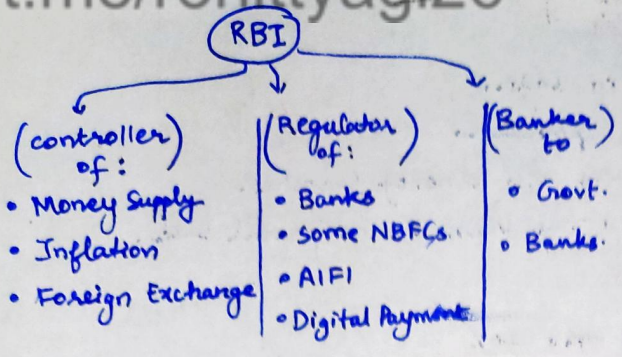 RBI
(controller of :)
• Money Supply
• Inflation
• Foreign Exchange
(Regulator of :)
• Banks
• Some NBFCs
• AIFI
• Digital Payment
(Banker to)
• Govt.
• Banks.